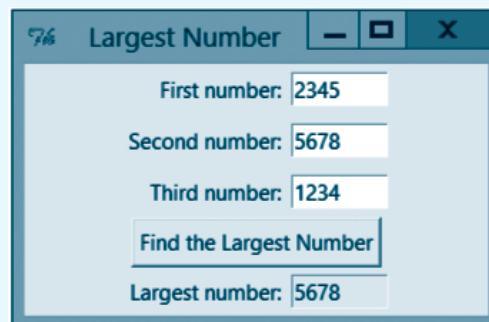 Largest Number
First number: 2345
Second number: 5678
Third number: 1234
Find the Largest Number
Largest number: 5678